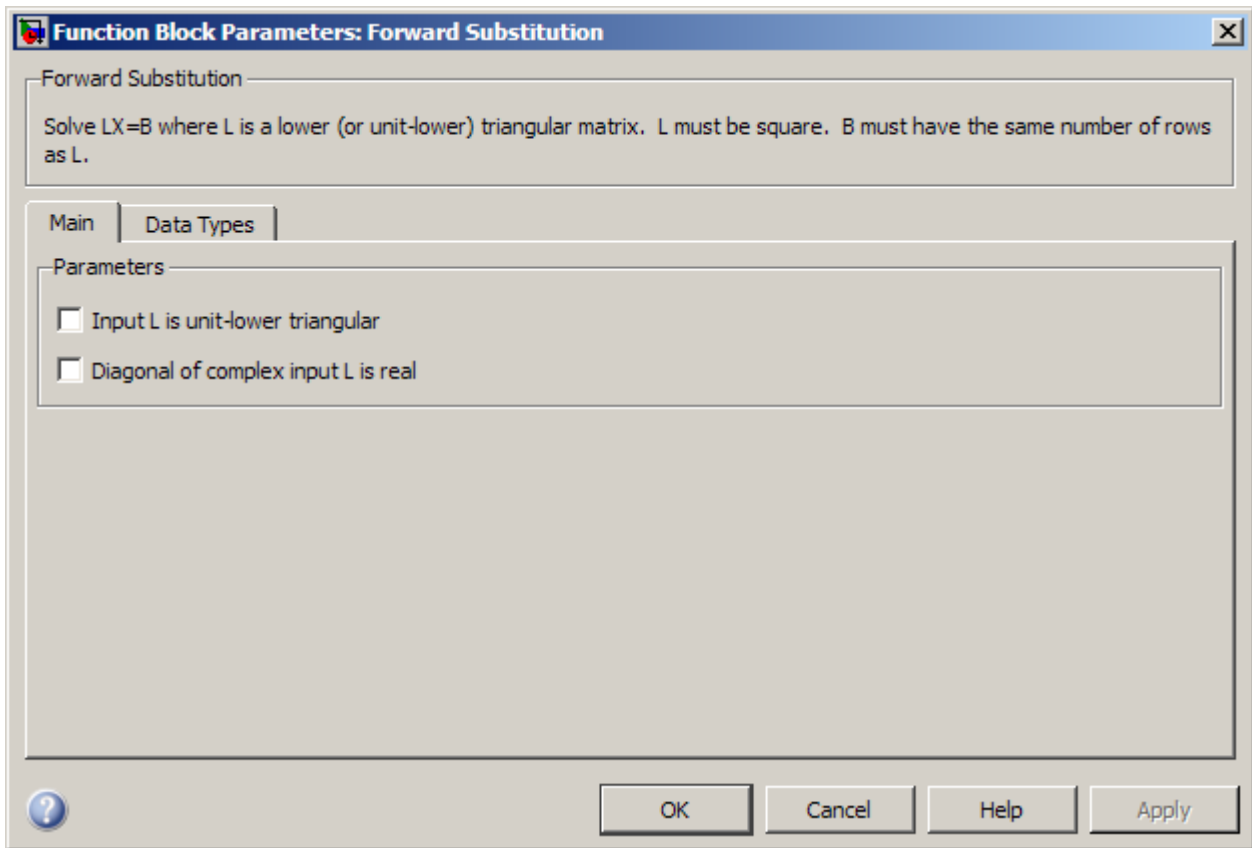 Function Block Parameters: Forward Substitution
Forward Substitution
Solve LX=B where L is a lower (or unit-lower) triangular matrix.  L must be square.  B must have the same number of rows
as L.
Main
Data Types
Parameters
Input L is unit-lower triangular
Diagonal of complex input L is real
?
OK
Cancel
Help
Apply